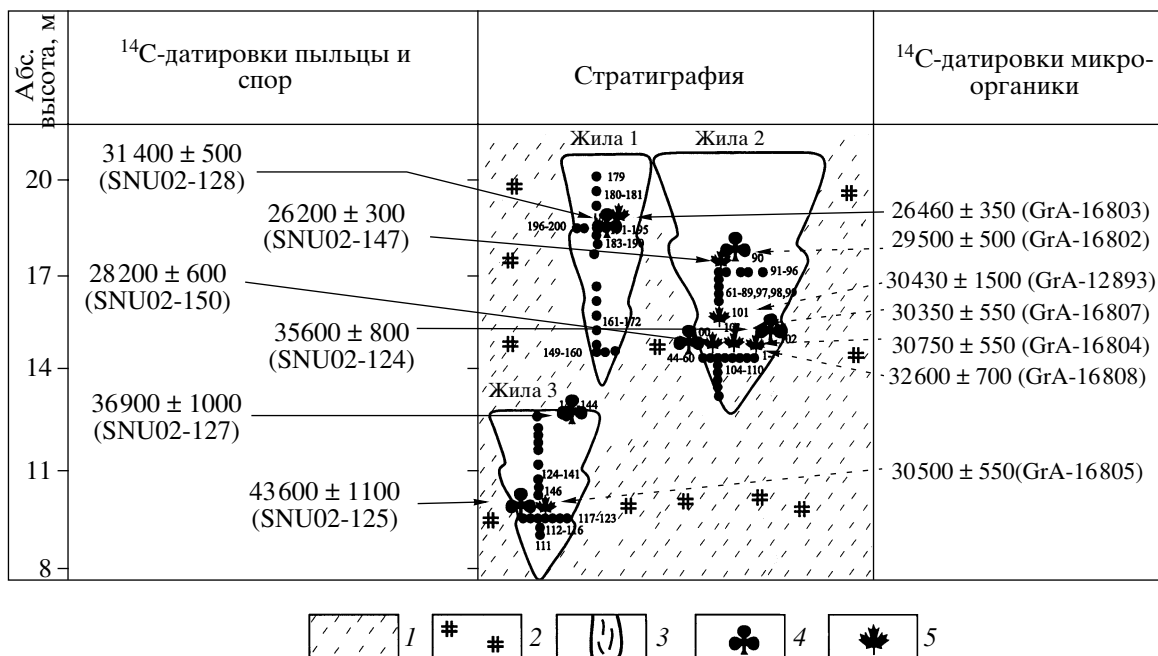 Абс.
высота, м
¹⁴C-датировки пыльцы и
спор
Стратиграфия
¹⁴C-датировки микро-
органики
20
17
14
11
8
31 400 ± 500
(SNU02-128)
26200 ± 300
(SNU02-147)
28200 ± 600
(SNU02-150)
35600 ± 800
(SNU02-124)
36900 ± 1000
(SNU02-127)
43600 ± 1100
(SNU02-125)
Жила 1
179
180-181
196-200
183-190
161-172
149-160
Жила 2
90
91-96
61-89,97,98,99
101
44-60
104-110
Жила 3
144
124-141
146
117-123
112-116
111
26460 ± 350 (GrA-16803)
29500 ± 500 (GrA-16802)
30430 ± 1500 (GrA-12893)
30350 ± 550 (GrA-16807)
30750 ± 550 (GrA-16804)
32600 ± 700 (GrA-16808)
30500 ± 550(GrA-16805)
1
2
3
4
5